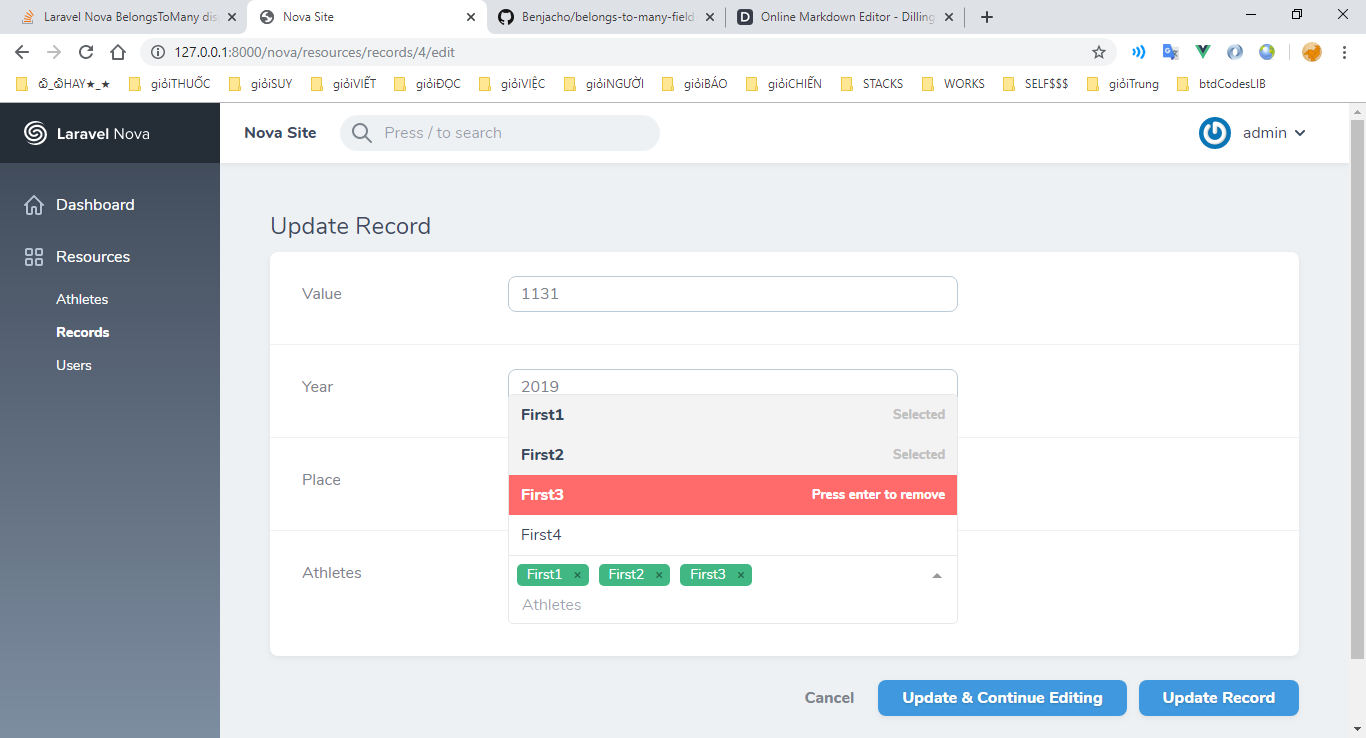 Laravel Nova BelongsToMany dis
Nova Site
Benjacho/belongs-to-many-field
Online Markdown Editor - Dilling
127.0.0.1:8000/nova/resources/records/4/edit
giỏiTHUỐC
giỏiSUY
giỏiVIẾT
giỏiĐỌC
giỏiVIỆC
giỏiNGƯỜI
giỏiBÁO
giỏiCHIẾN
STACKS
WORKS
SELF$$$
giỏiTrung
btdCodesLIB
Laravel Nova
Nova Site
Press / to search
admin
Dashboard
Resources
Athletes
Records
Users
Update Record
Value
1131
Year
2019
Place
First1
Selected
First2
Selected
First3
Press enter to remove
First4
Athletes
First1 ×
First2 ×
First3 ×
Athletes
Cancel
Update & Continue Editing
Update Record